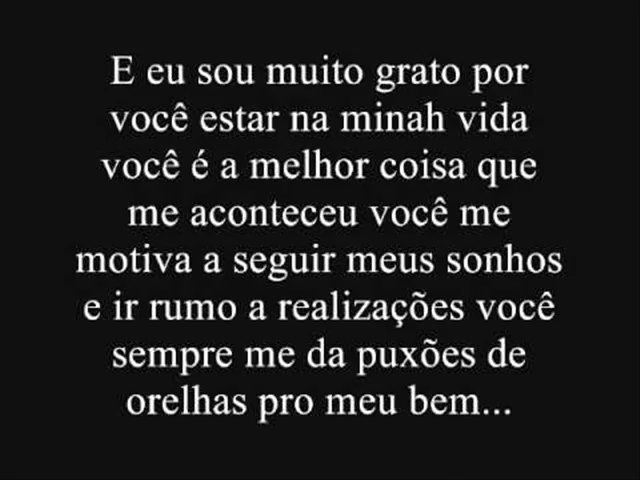 E eu sou muito grato por
você estar na minah vida
você é a melhor coisa que
me aconteceu você me
motiva a seguir meus sonhos
e ir rumo a realizações você
sempre me da puxões de
orelhas pro meu bem...